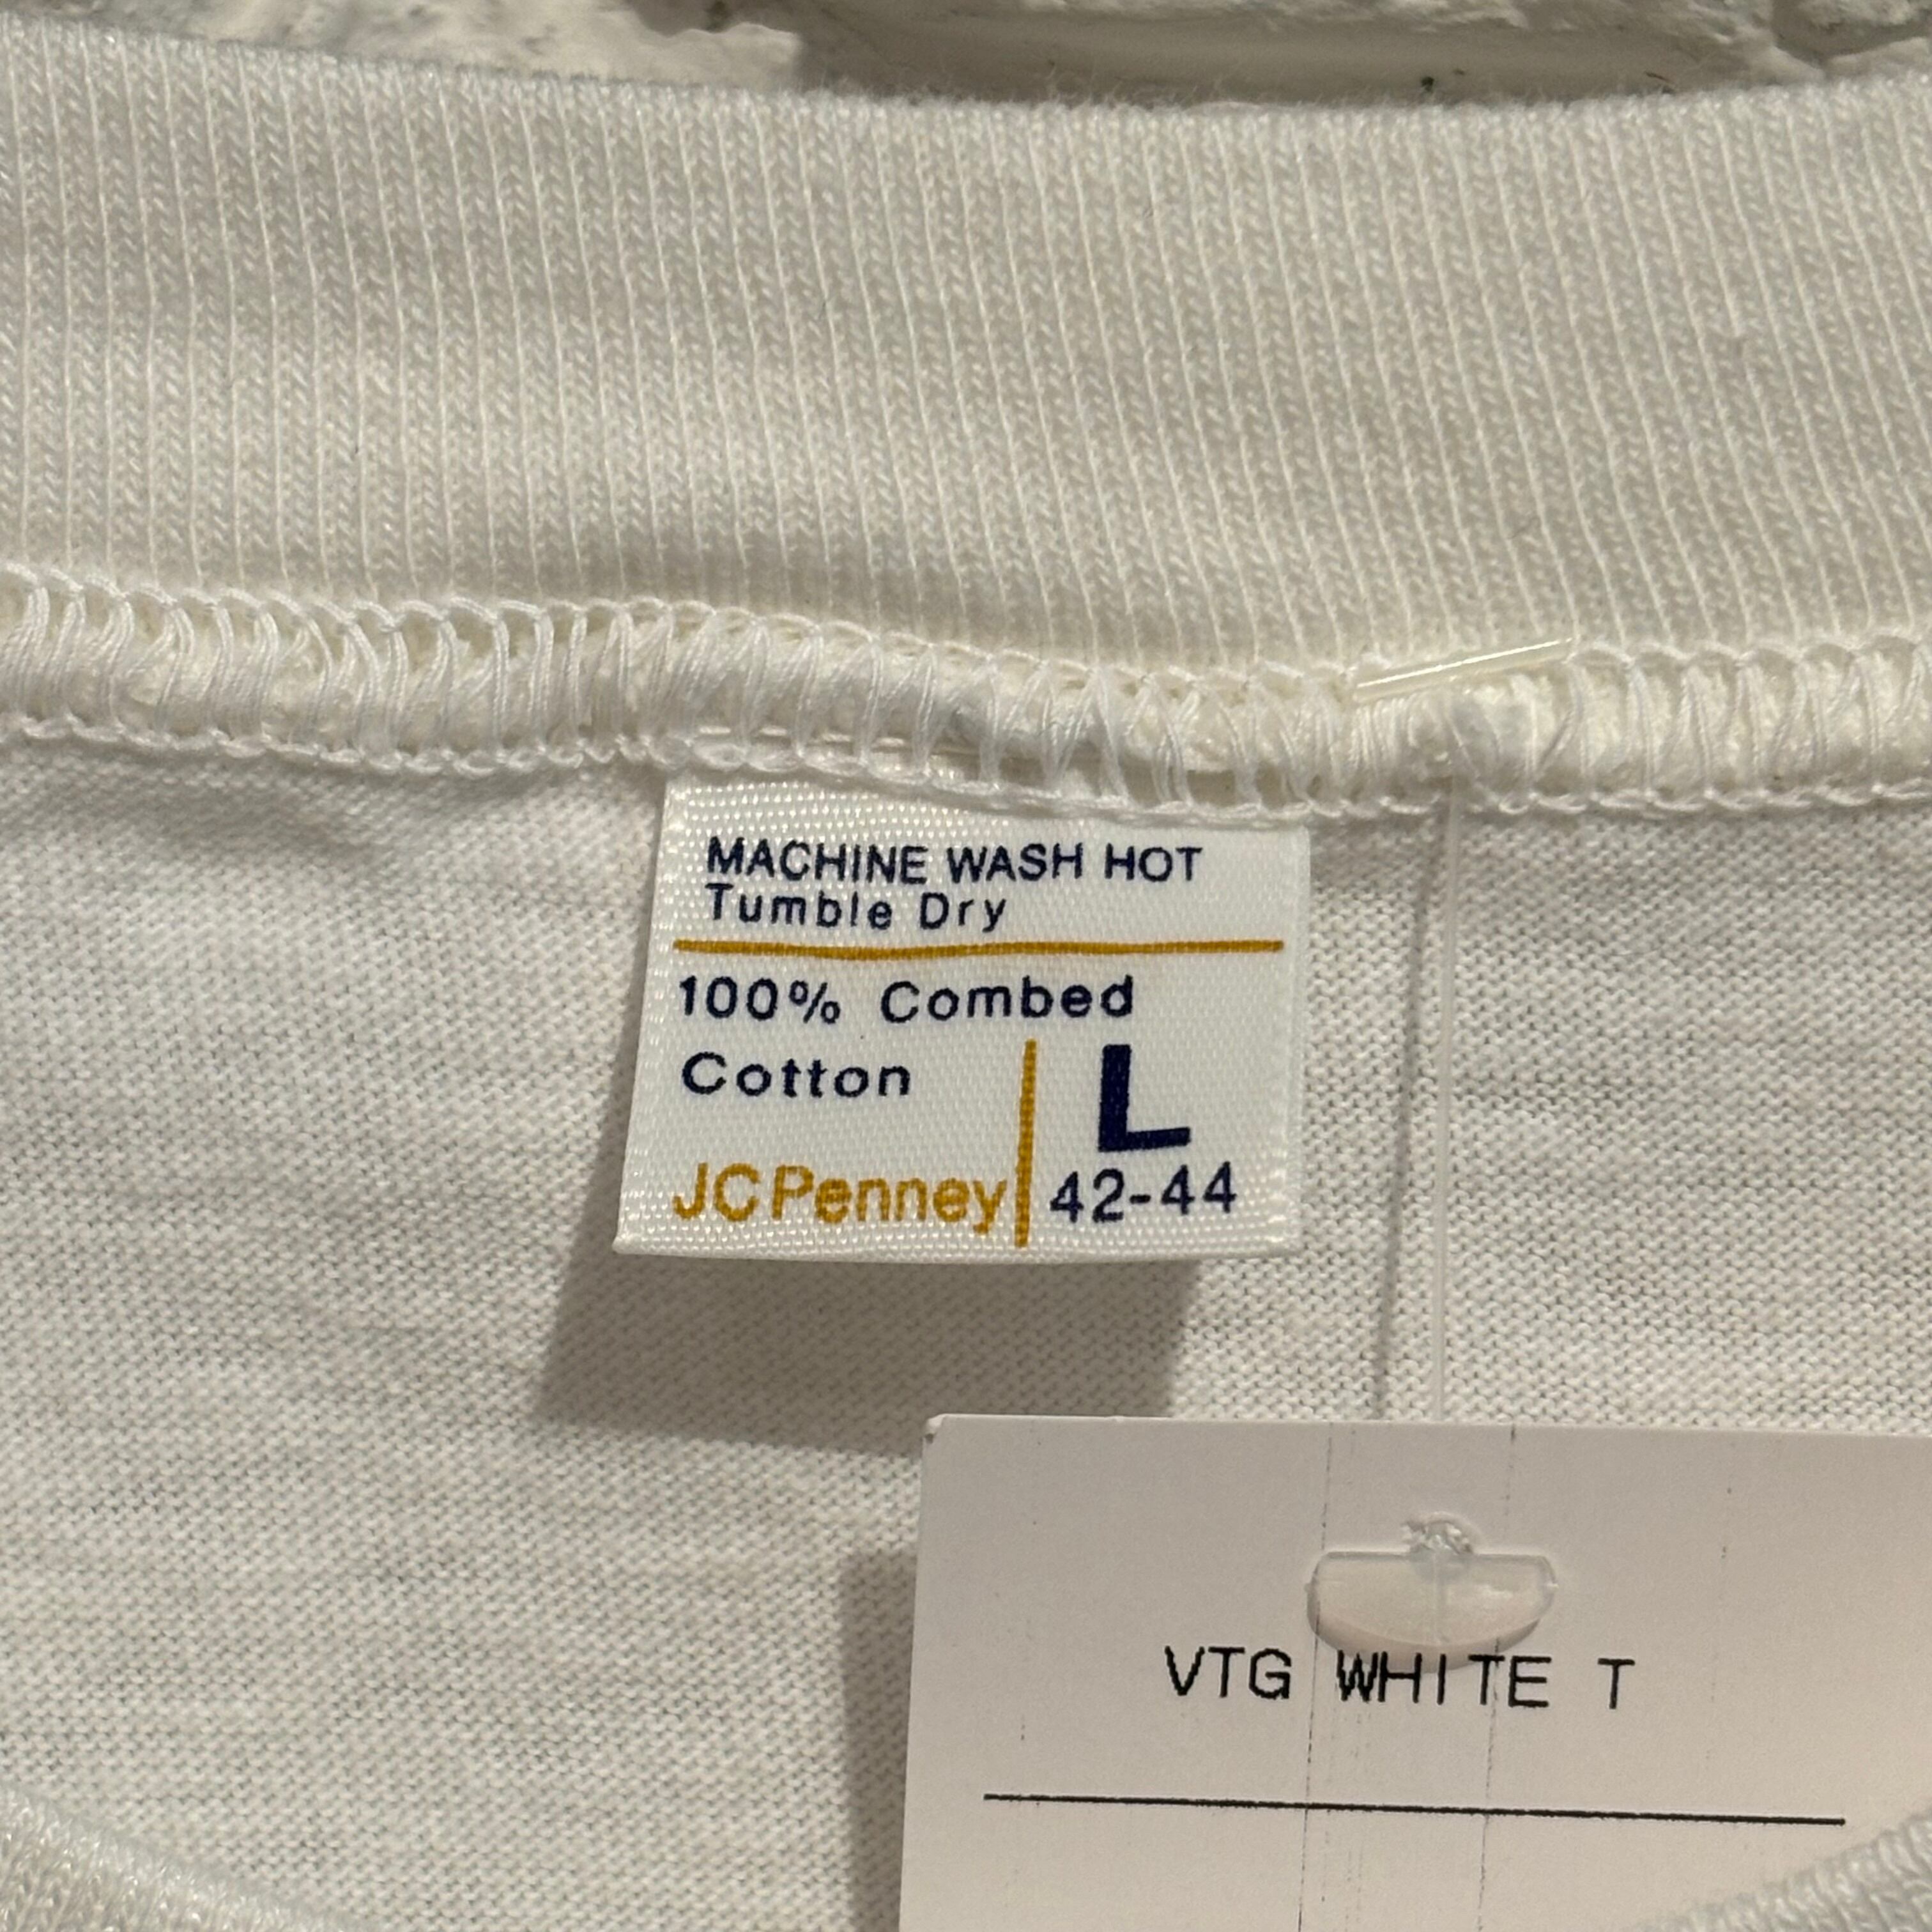 MACHINE WASH HOT
Tumble Dry
100% Combed
Cotton
L
JCPenney
42-44
VTG WHITE T